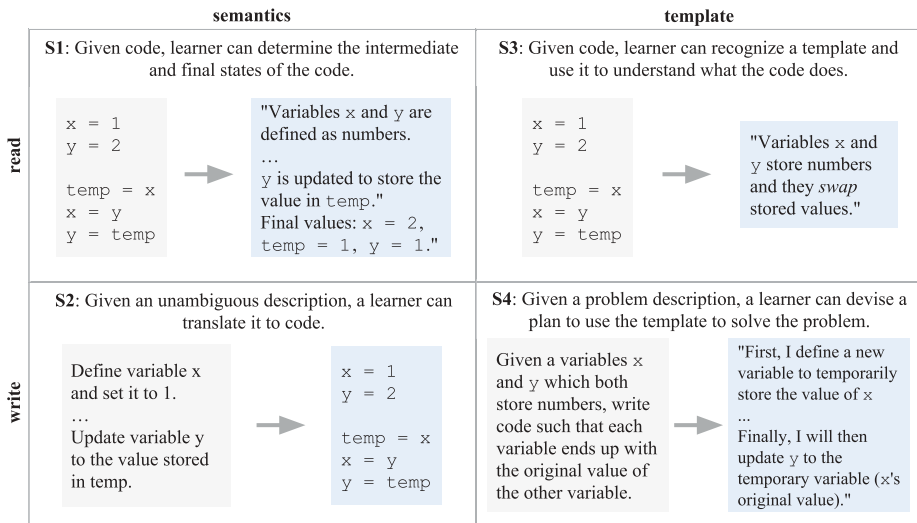 semantics
template
read
S1: Given code, learner can determine the intermediate
and final states of the code.
x = 1
y = 2
temp = x
x = y
y = temp
"Variables x and y are
defined as numbers.
…
y is updated to store the
value in temp."
Final values: x = 2,
temp = 1, y = 1."
S3: Given code, learner can recognize a template and
use it to understand what the code does.
x = 1
y = 2
temp = x
x = y
y = temp
"Variables x and
y store numbers
and they swap
stored values."
write
S2: Given an unambiguous description, a learner can
translate it to code.
Define variable x
and set it to 1.
…
Update variable y
to the value stored
in temp.
x = 1
y = 2
temp = x
x = y
y = temp
S4: Given a problem description, a learner can devise a
plan to use the template to solve the problem.
Given a variables x
and y which both
store numbers, write
code such that each
variable ends up with
the original value of
the other variable.
"First, I define a new
variable to temporarily
store the value of x
...
Finally, I will then
update y to the
temporary variable (x's
original value)."